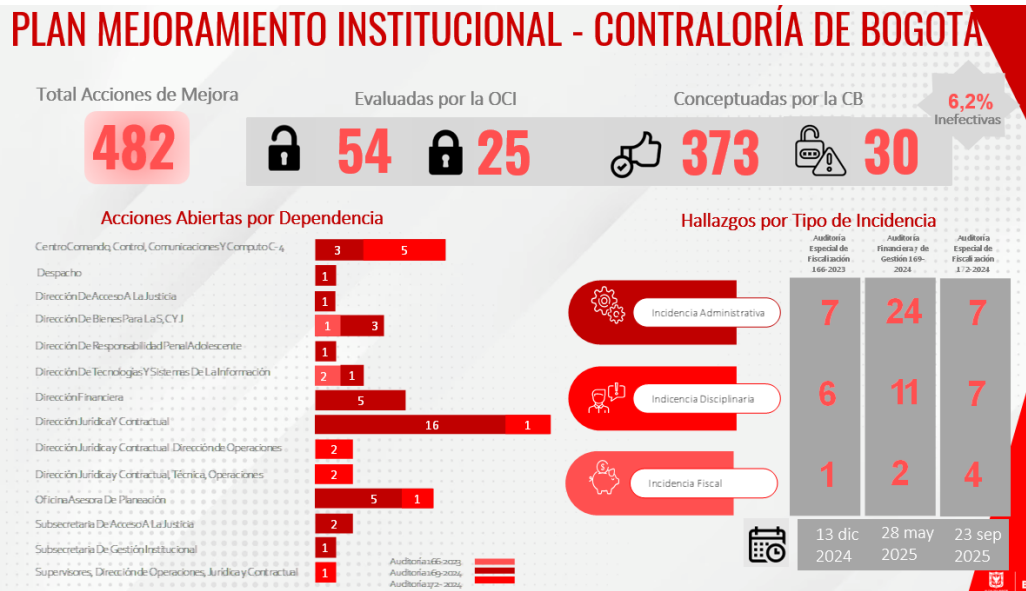 PLAN MEJORAMIENTO INSTITUCIONAL - CONTRALORÍA DE BOGOTÁ
Total Acciones de Mejora
482
Evaluadas por la OCI
54
25
Conceptuadas por la CB
373
30
6,2%
Inefectivas
Acciones Abiertas por Dependencia
Centro Comando, Control, Comunicaciones Y Computo C-4
3 5
Despacho
1
Dirección De Acceso A La Justicia
1
Dirección De Bienes Para La S, C Y J
1 3
Dirección De Responsabilidad Penal Adolescente
1
Dirección De Tecnologías Y Sistemas De La Información
2 1
Dirección Financiera
5
Dirección Jurídica Y Contractual
16 1
Dirección Jurídica y Contractual Dirección de Operaciones
2
Dirección Jurídica y Contractual, Técnica, Operaciones
2
Oficina Asesora De Planeación
5 1
Subsecretaria De Acceso A La Justicia
2
Subsecretaria De Gestión Institucional
1
Supervisores, Dirección de Operaciones, Jurídica y Contractual
1
Auditoria 166-2023
Auditoria 169-2024
Auditoria 172-2024
Hallazgos por Tipo de Incidencia
Auditoría
Especial de
Fiscalización
166-2023
Auditoría
Financiera y de
Gestión 169-
2024
Auditoría
Especial de
Fiscalización
172-2024
Incidencia Administrativa
7 24 7
Indicencia Disciplinaria
6 11 7
Incidencia Fiscal
1 2 4
13 dic
2024
28 may
2025
23 sep
2025